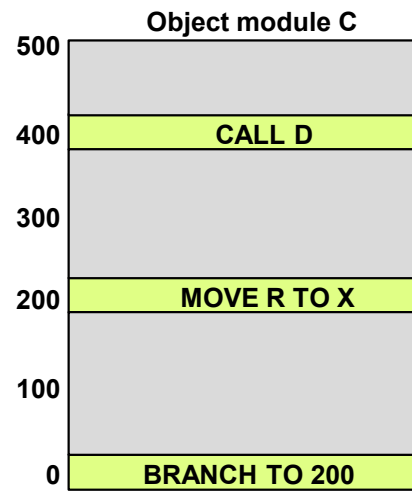 Object module C
500
400
CALL D
300
200
MOVE R TO X
100
0
BRANCH TO 200